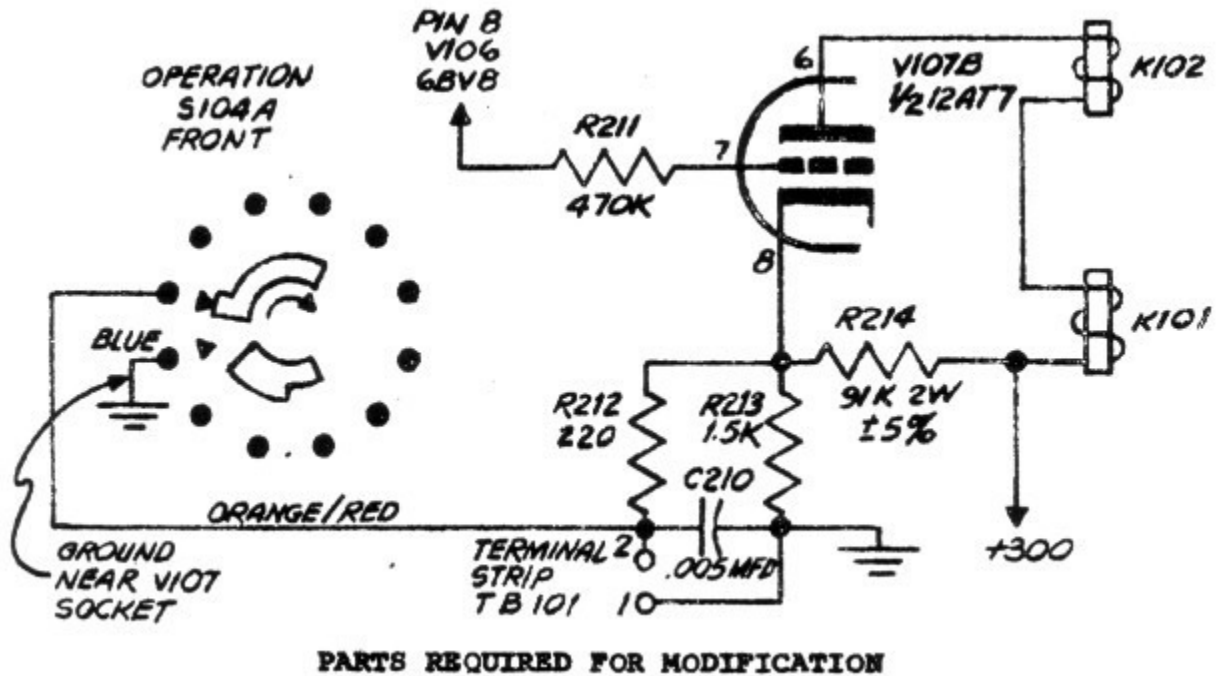 OPERATION
S104A
FRONT
PIN 8
V106
6BV8
R211
470K
6
7
8
V107B
1/2 12AT7
K102
K101
BLUE
R212
220
R213
1.5K
R214
91K 2W
±5%
C210
.005 MFD
ORANGE/RED
GROUND
NEAR V107
SOCKET
TERMINAL 2
STRIP
TB 101 1
+300
PARTS REQUIRED FOR MODIFICATION